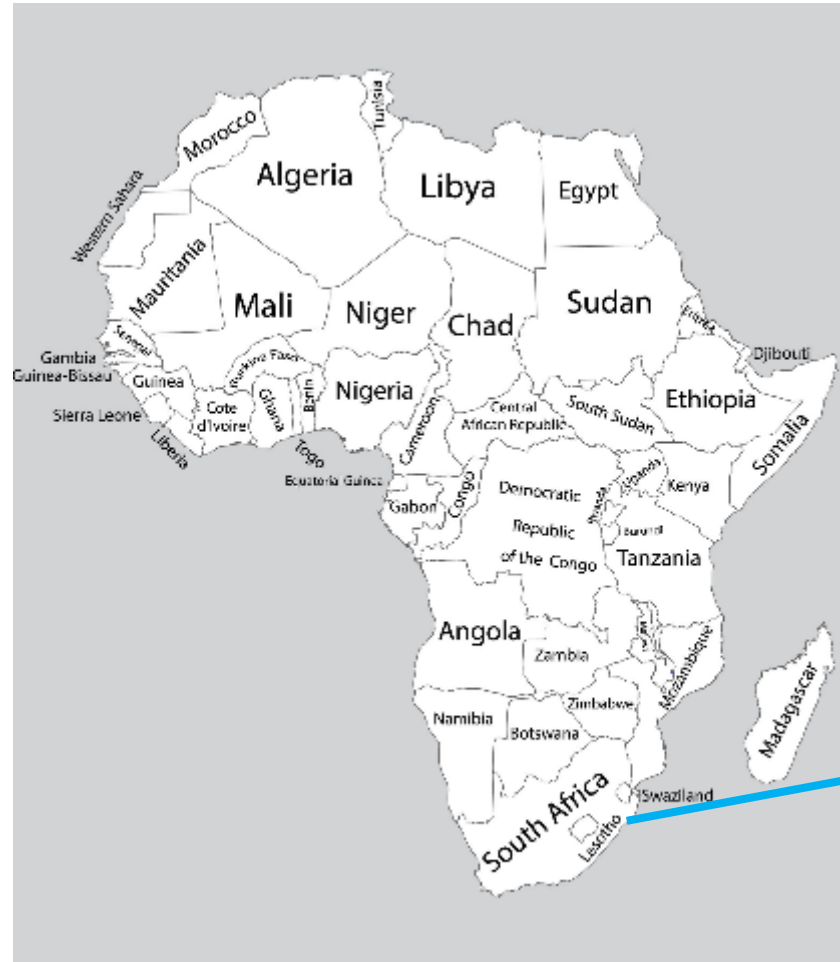 Tunisia
Morocco
Algeria
Libya
Egypt
Western Sahara
Mauritania
Mali
Niger
Chad
Sudan
Eritrea
Djibouti
Senegal
Gambia
Guinea-Bissau
Guinea
Sierra Leone
Liberia
Cote
d'Ivoire
Burkina Faso
Ghana
Togo
Benin
Nigeria
Cameroon
Central
African Republic
South Sudan
Ethiopia
Somalia
Equatorial Guinea
Gabon
Congo
Democratic
Republic
of the Congo
Uganda
Kenya
Rwanda
Burundi
Tanzania
Angola
Zambia
Mozambique
Madagascar
Namibia
Botswana
Zimbabwe
South Africa
Swaziland